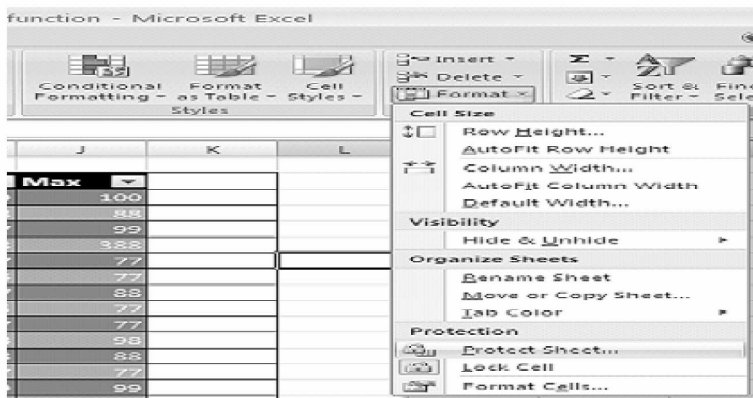 function - Microsoft Excel
Conditional Formatting
Format as Table
Cell Styles
Styles
Insert
Delete
Format
Σ
Sort & Filter
Cell Size
Row Height...
AutoFit Row Height
Column Width...
AutoFit Column Width
Default Width...
Visibility
Hide & Unhide
Organize Sheets
Rename Sheet
Move or Copy Sheet...
Tab Color
Protection
Protect Sheet...
Lock Cell
Format Cells...
J K L
Max
100
88
99
388
77
77
88
77
77
98
88
77
99